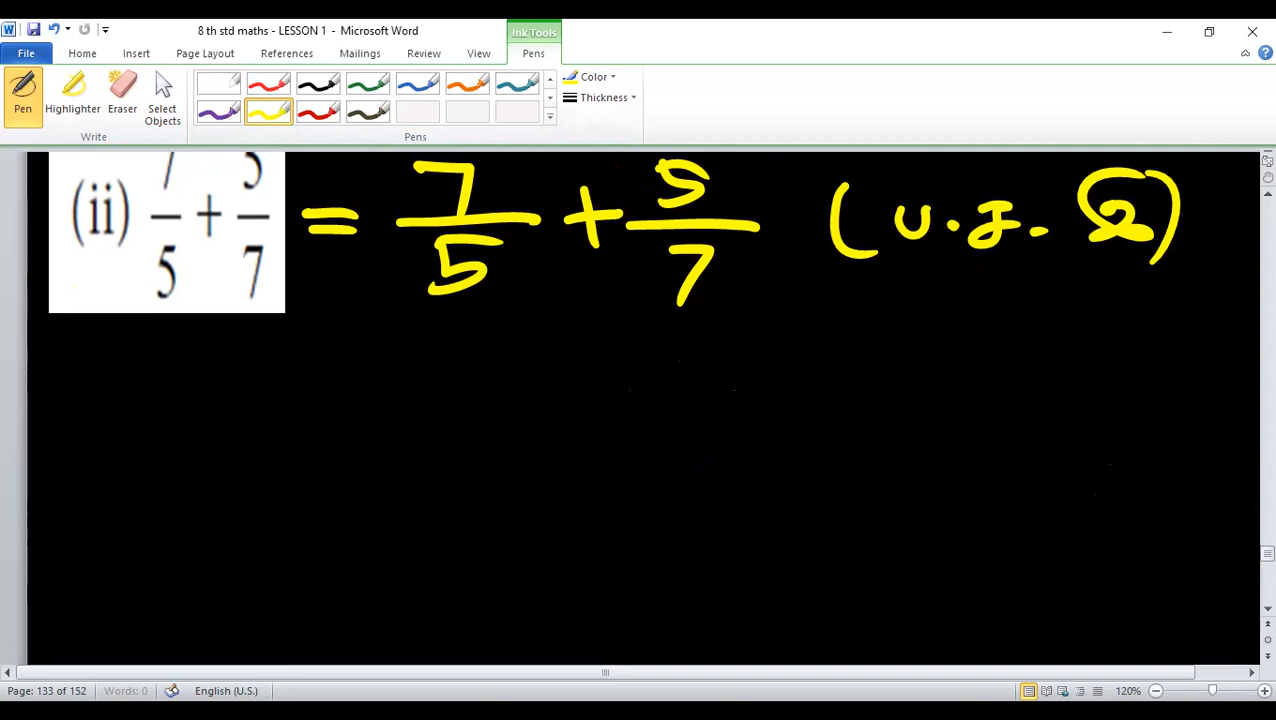 8 th std maths - LESSON 1 - Microsoft Word
Ink Tools
File Home Insert Page Layout References Mailings Review View Pens
Pen Highlighter Eraser Select Objects
Color
Thickness
Write Pens
(ii) 7/5 + 5/7 = 7/5 + 5/7
Page: 133 of 152 Words: 0 English (U.S.) 120%